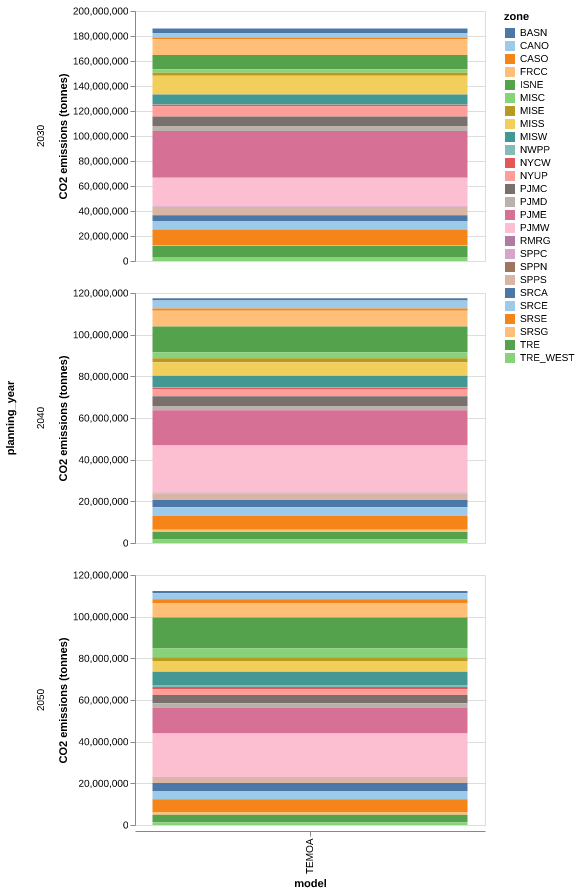 planning_year
2030
CO2 emissions (tonnes)
200,000,000
180,000,000
160,000,000
140,000,000
120,000,000
100,000,000
80,000,000
60,000,000
40,000,000
20,000,000
0
2040
CO2 emissions (tonnes)
120,000,000
100,000,000
80,000,000
60,000,000
40,000,000
20,000,000
0
2050
CO2 emissions (tonnes)
120,000,000
100,000,000
80,000,000
60,000,000
40,000,000
20,000,000
0
TEMOA
model
zone
BASN
CANO
CASO
FRCC
ISNE
MISC
MISE
MISS
MISW
NWPP
NYCW
NYUP
PJMC
PJMD
PJME
PJMW
RMRG
SPPC
SPPN
SPPS
SRCA
SRCE
SRSE
SRSG
TRE
TRE_WEST